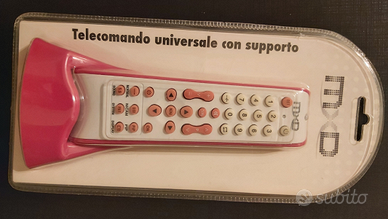 Telecomando universale con supporto
MXD
subito